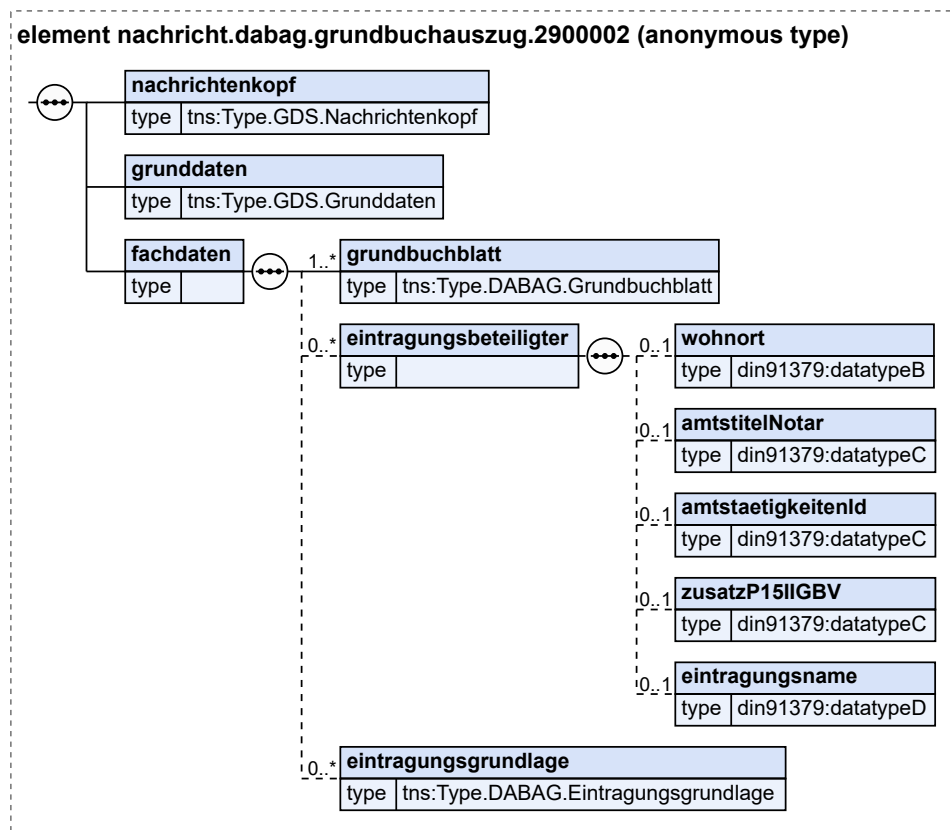 element nachricht.dabag.grundbuchauszug.2900002 (anonymous type)
nachrichtenkopf
type tns:Type.GDS.Nachrichtenkopf
grunddaten
type tns:Type.GDS.Grunddaten
fachdaten
type
1..* grundbuchblatt
type tns:Type.DABAG.Grundbuchblatt
0..* eintragungsbeteiligter
type
0..1 wohnort
type din91379:datatypeB
0..1 amtstitelNotar
type din91379:datatypeC
0..1 amtstaetigkeitenId
type din91379:datatypeC
0..1 zusatzP15IIGBV
type din91379:datatypeC
0..1 eintragungsname
type din91379:datatypeD
0..* eintragungsgrundlage
type tns:Type.DABAG.Eintragungsgrundlage